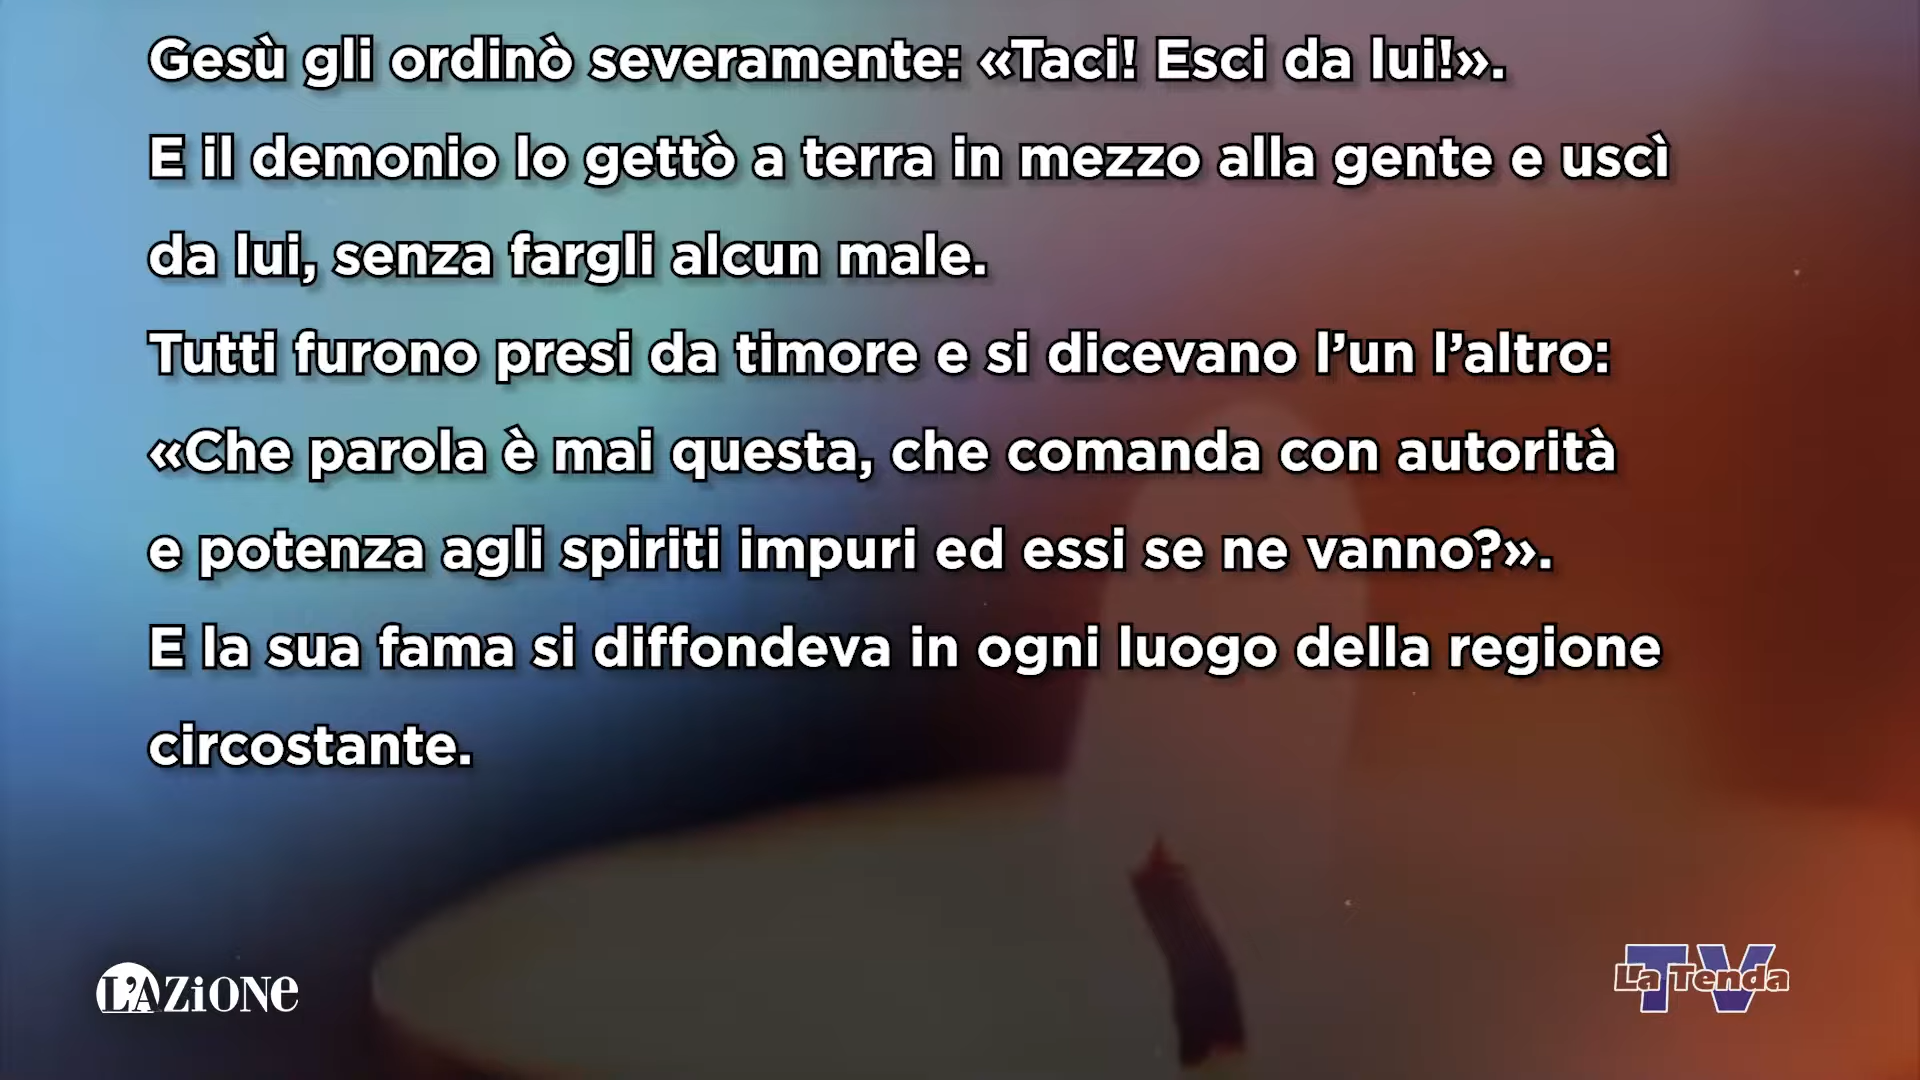 Gesù gli ordinò severamente: «Taci! Esci da lui!».
E il demonio lo gettò a terra in mezzo alla gente e uscì
da lui, senza fargli alcun male.
Tutti furono presi da timore e si dicevano l’un l’altro:
«Che parola è mai questa, che comanda con autorità
e potenza agli spiriti impuri ed essi se ne vanno?».
E la sua fama si diffondeva in ogni luogo della regione
circostante.
L'AZiONe
La Tenda TV